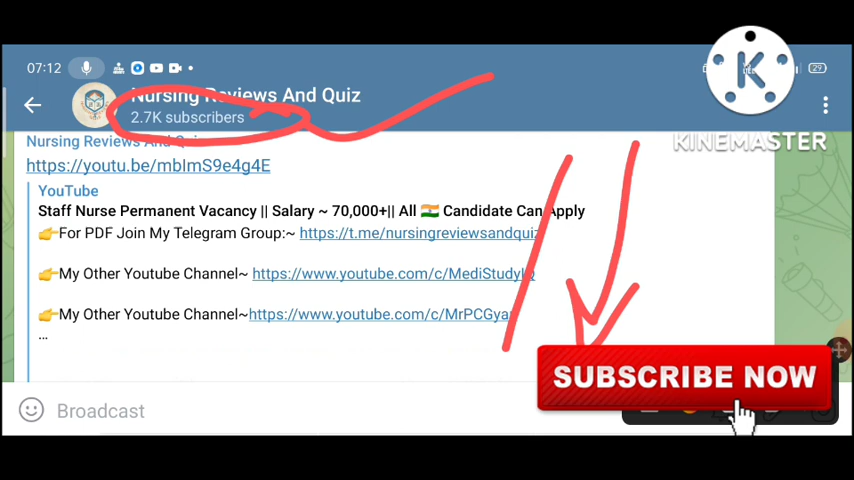 07:12
29
Nursing Reviews And Quiz
2.7K subscribers
KINEMASTER
https://youtu.be/mbImS9e4g4E
YouTube
Staff Nurse Permanent Vacancy || Salary ~ 70,000+|| All 🇮🇳 Candidate Can Apply
👉For PDF Join My Telegram Group:~ https://t.me/nursingreviewsandquiz
👉My Other Youtube Channel~ https://www.youtube.com/c/MediStudy
👉My Other Youtube Channel~https://www.youtube.com/c/MrPCGya
...
SUBSCRIBE NOW
Broadcast